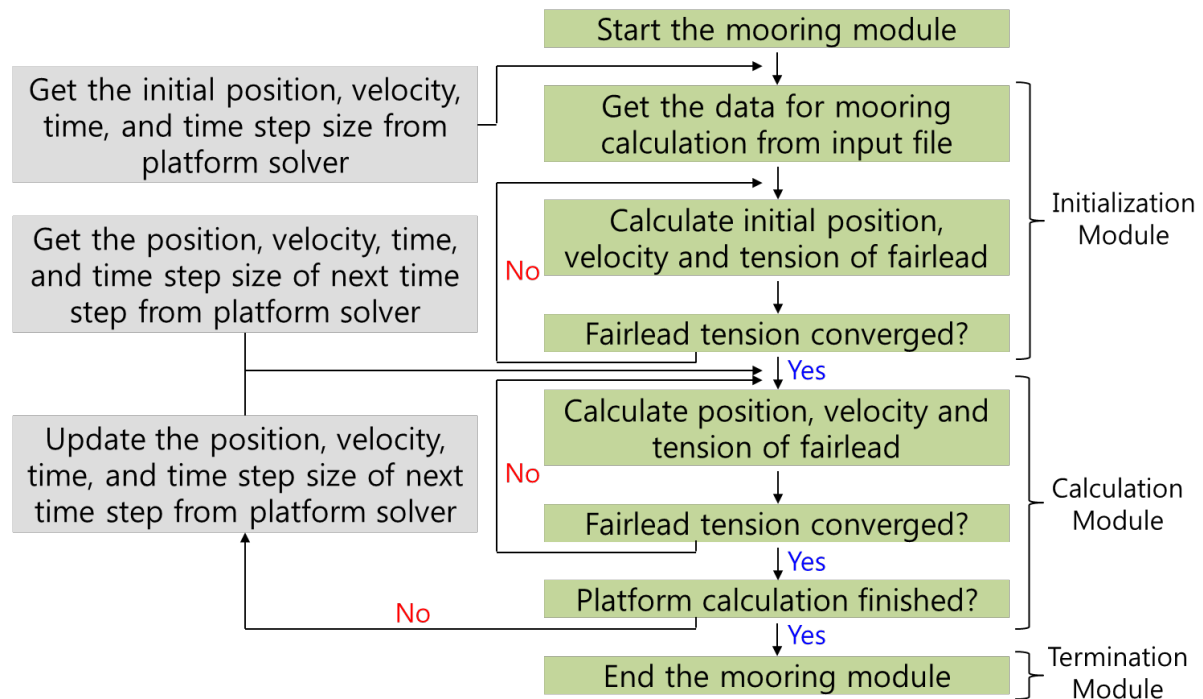 Start the mooring module
Get the initial position, velocity,
time, and time step size from
platform solver
Get the data for mooring
calculation from input file
Initialization
Module
Calculate initial position,
velocity and tension of fairlead
No
Get the position, velocity, time,
and time step size of next time
step from platform solver
Fairlead tension converged?
Yes
Calculate position, velocity and
tension of fairlead
No
Update the position, velocity,
time, and time step size of next
time step from platform solver
Calculation
Module
Fairlead tension converged?
Yes
Platform calculation finished?
No
Yes
End the mooring module
Termination
Module